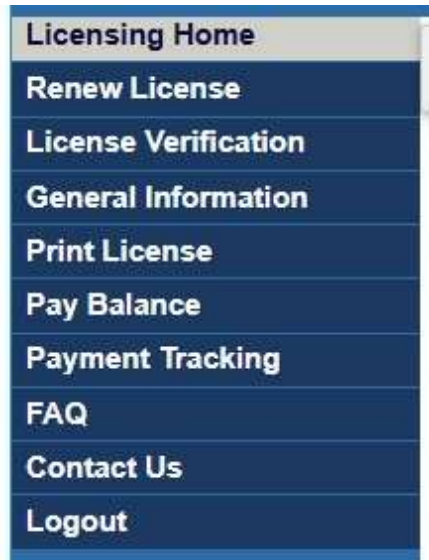 Licensing Home
Renew License
License Verification
General Information
Print License
Pay Balance
Payment Tracking
FAQ
Contact Us
Logout